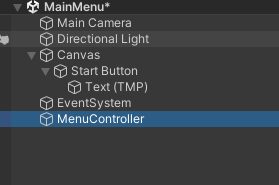 MainMenu*
Main Camera
Directional Light
Canvas
Start Button
Text (TMP)
EventSystem
MenuController